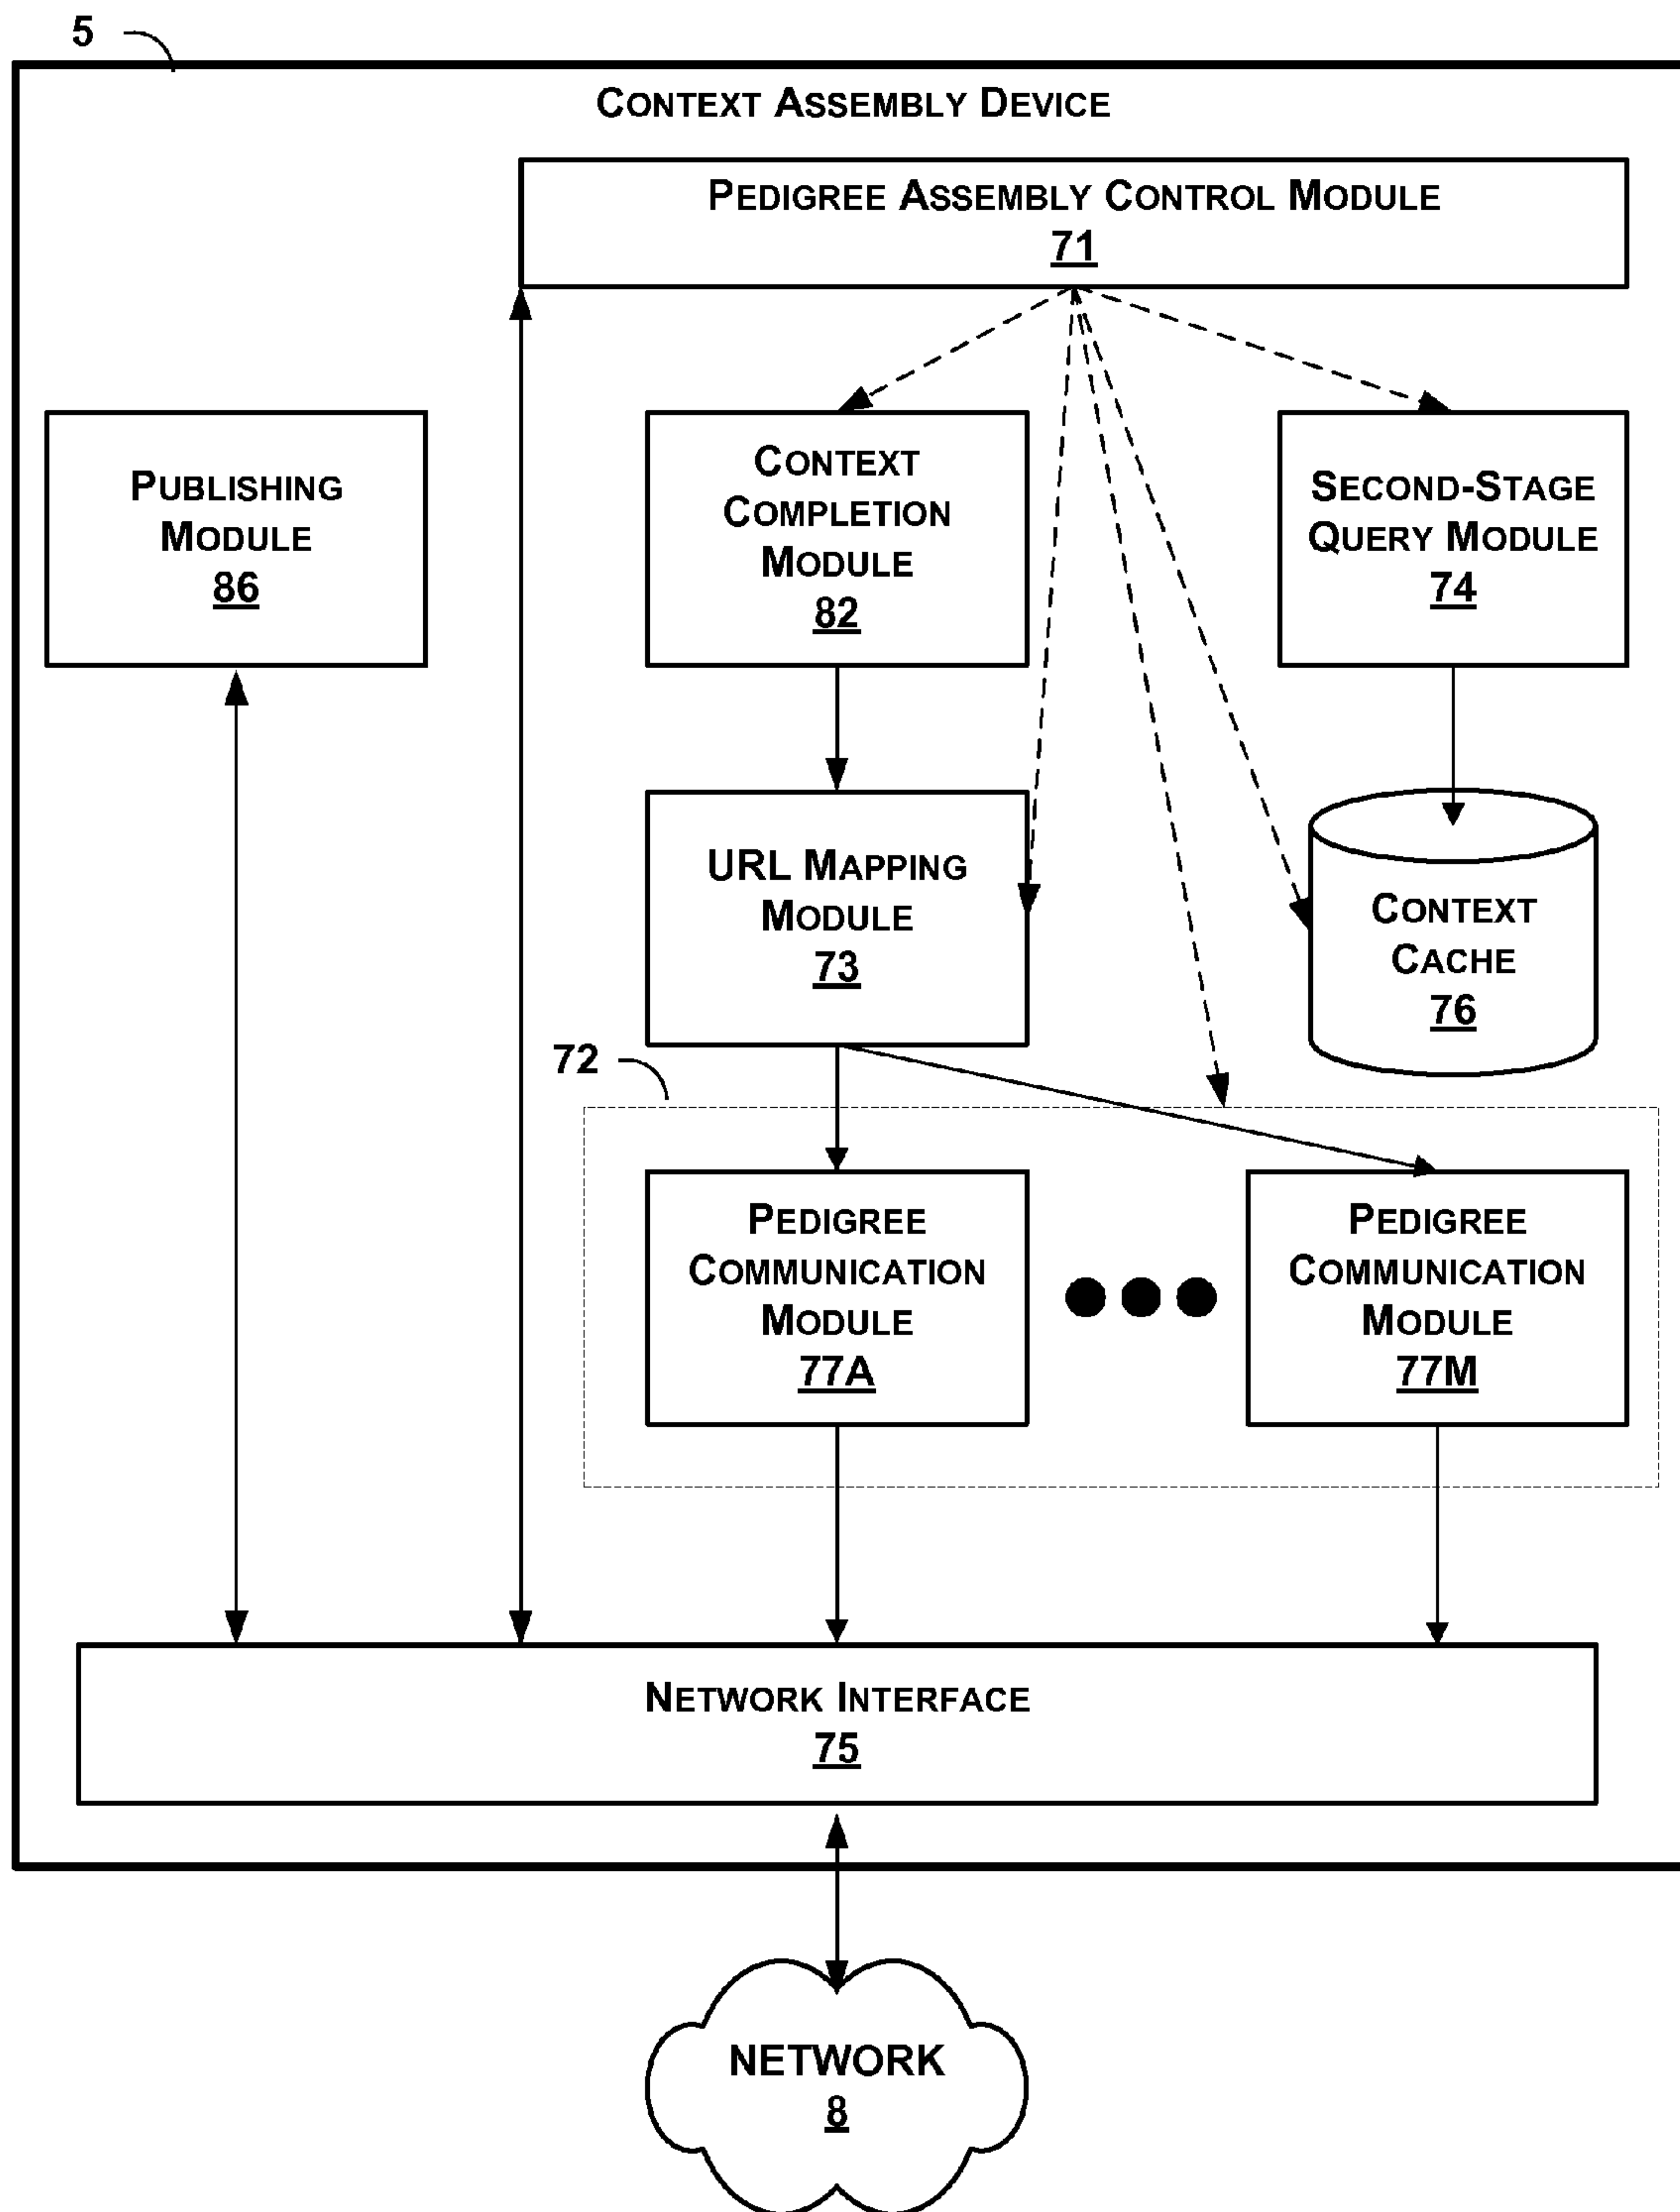 5
CONTEXT ASSEMBLY DEVICE
PEDIGREE ASSEMBLY CONTROL MODULE
71
PUBLISHING
MODULE
86
CONTEXT
COMPLETION
MODULE
82
SECOND-STAGE
QUERY MODULE
74
URL MAPPING
MODULE
73
CONTEXT
CACHE
76
72
PEDIGREE
COMMUNICATION
MODULE
77A
PEDIGREE
COMMUNICATION
MODULE
77M
NETWORK INTERFACE
75
NETWORK
8